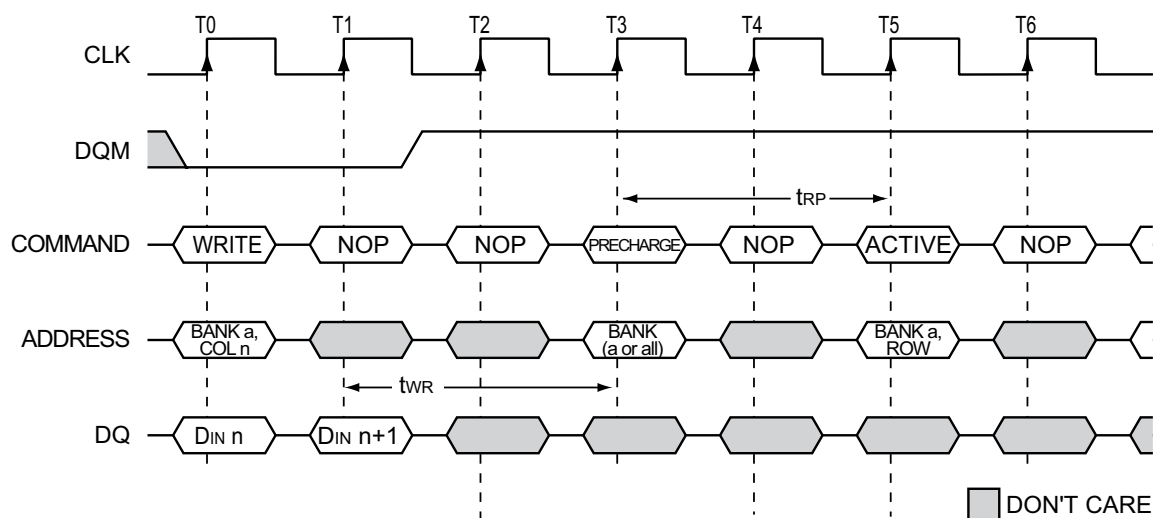 T0 T1 T2 T3 T4 T5 T6
CLK
DQM
tRP
COMMAND WRITE NOP NOP PRECHARGE NOP ACTIVE NOP
ADDRESS BANK a, COL n BANK (a or all) BANK a, ROW
tWR
DQ DIN n DIN n+1
DON'T CARE